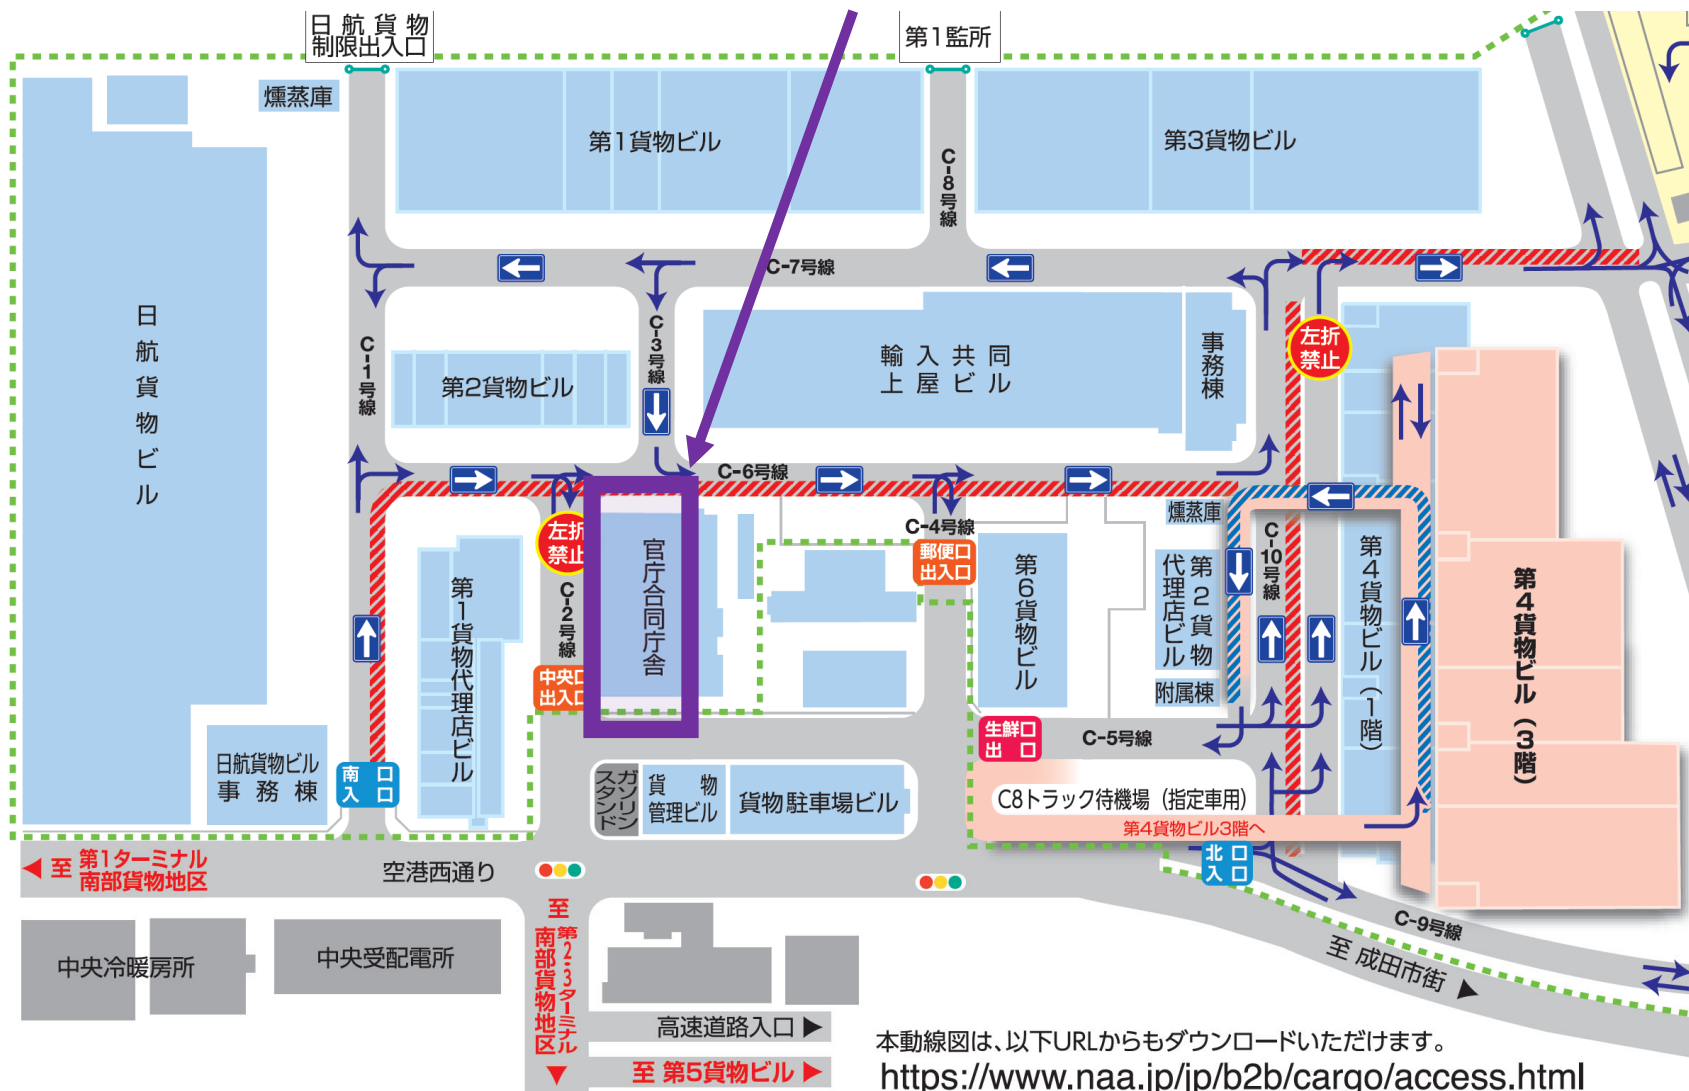 日航貨物
制限出入口
第1監所
燻蒸庫
第1貨物ビル
第3貨物ビル
C-8号線
C-7号線
日航貨物ビル
C-1号線
C-3号線
第2貨物ビル
輸入共同
上屋ビル
事務棟
左折
禁止
C-6号線
左折
禁止
官庁合同庁舎
C-2号線
C-4号線
郵便口
出入口
燻蒸庫
第2貨物
代理店ビル
附属棟
C-10号線
第6貨物ビル
第4貨物ビル(1階)
第4貨物ビル(3階)
第1貨物代理店ビル
中央口
出入口
生鮮口
出口
C-5号線
日航貨物ビル
事務棟
南口
入口
ガソリン
スタンド
貨物
管理ビル
貨物駐車場ビル
C8トラック待機場(指定車用)
第4貨物ビル3階へ
北口
入口
◀至 第1ターミナル
南部貨物地区
空港西通り
C-9号線
至 成田市街 ▶
中央冷暖房所
中央受配電所
至
第2・3ターミナル
南部貨物地区
▼
高速道路入口 ▶
至 第5貨物ビル ▶
本動線図は、以下URLからもダウンロードいただけます。
https://www.naa.jp/jp/b2b/cargo/access.html